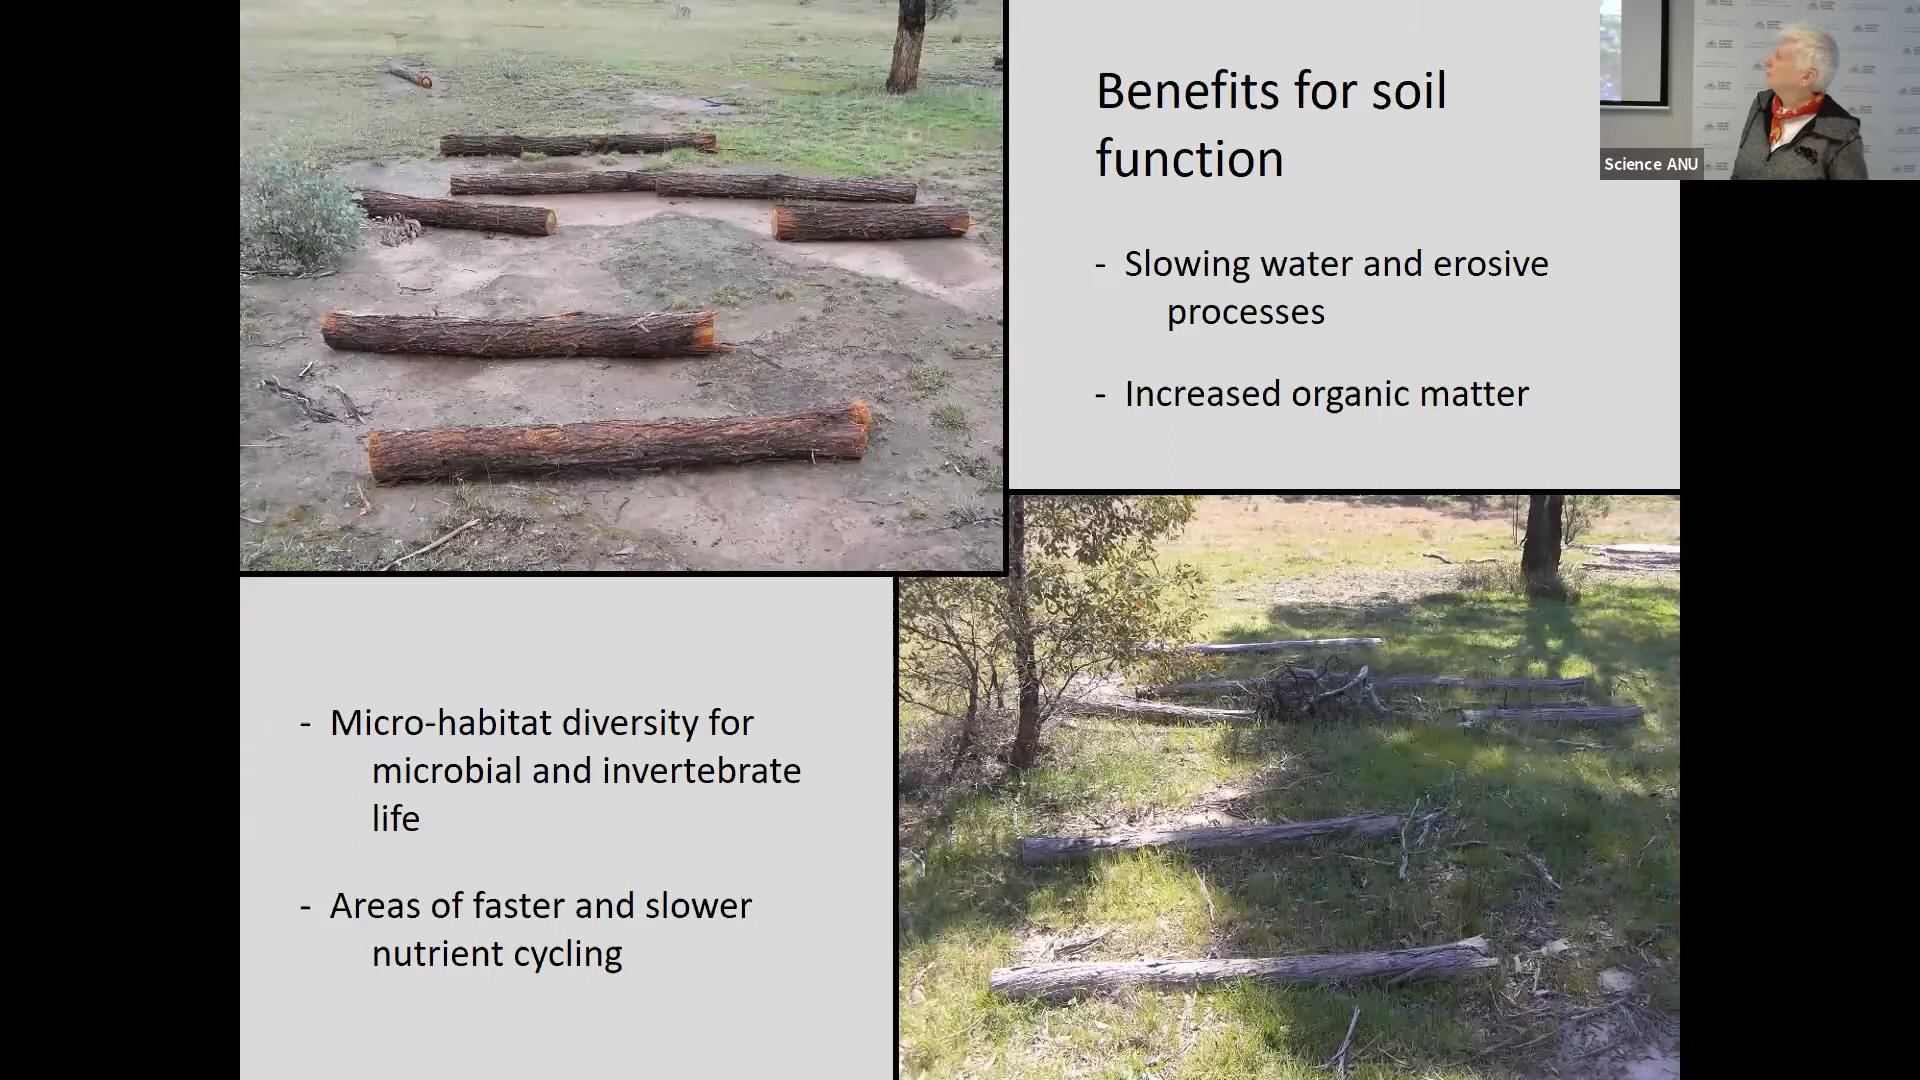 Benefits for soil
function
- Slowing water and erosive
processes
- Increased organic matter
Science ANU
- Micro-habitat diversity for
microbial and invertebrate
life
- Areas of faster and slower
nutrient cycling